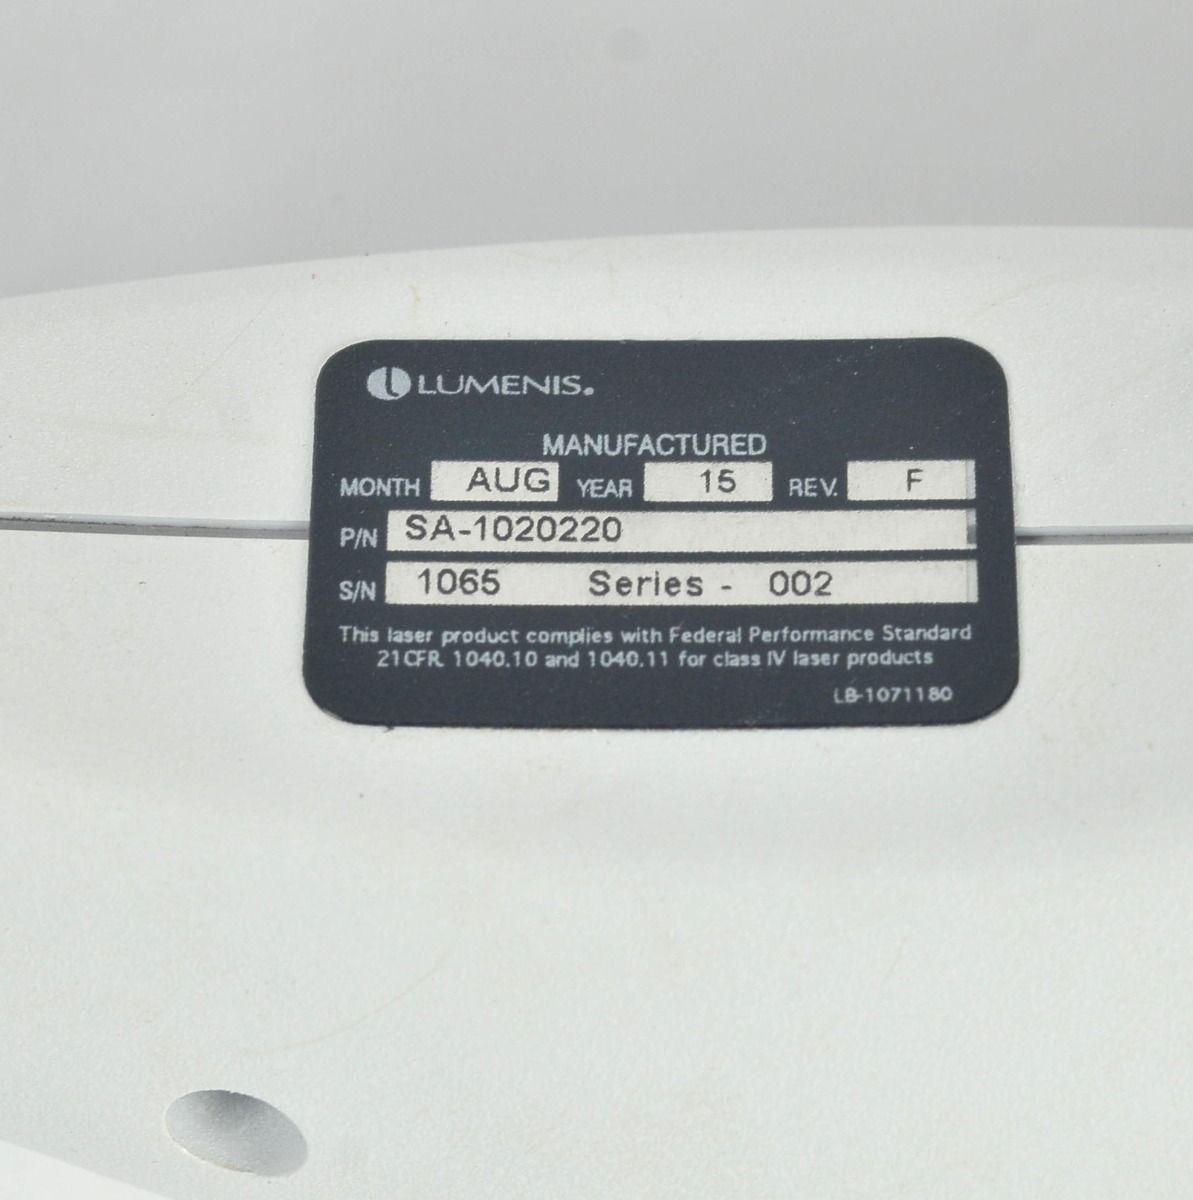 LUMENIS.
MANUFACTURED
MONTH AUG YEAR 15 REV. F
P/N SA-1020220
S/N 1065 Series - 002
This laser product complies with Federal Performance Standard
21CFR 1040.10 and 1040.11 for class IV laser products
LB-1071180